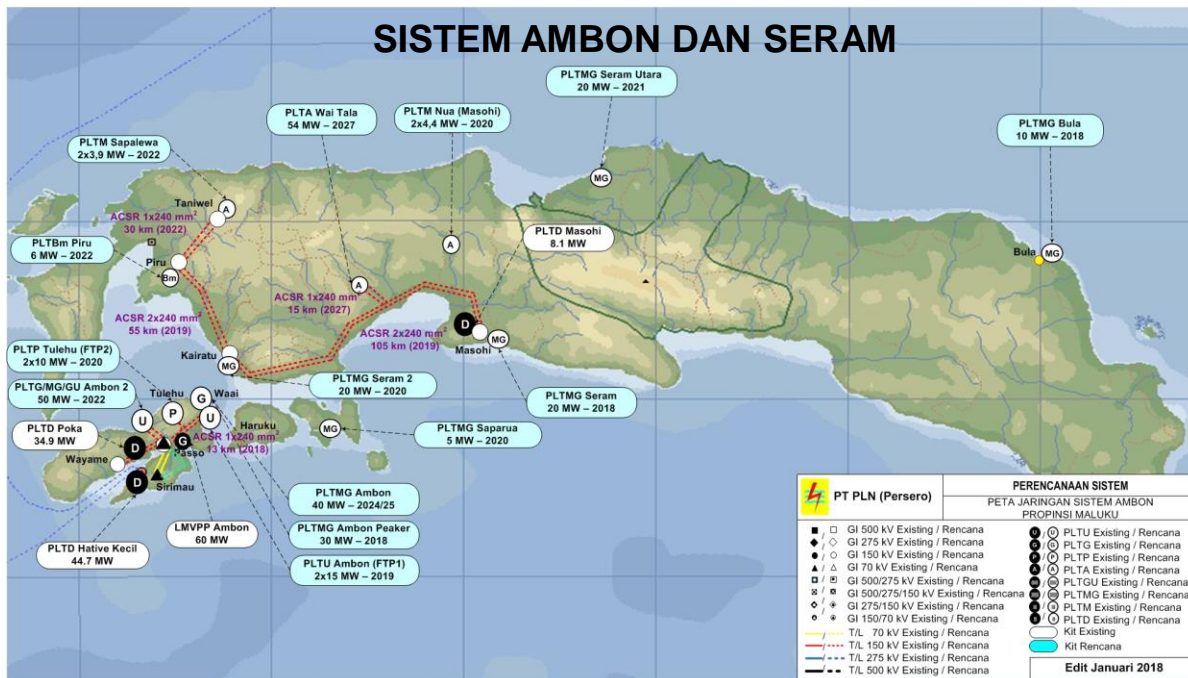 SISTEM AMBON DAN SERAM
PLTMG Seram Utara
20 MW – 2021
PLTA Wai Tala
54 MW – 2027
PLTM Nua (Masohi)
2x4,4 MW – 2020
PLTMG Bula
10 MW – 2018
PLTM Sapalewa
2x3,9 MW – 2022
Taniwel
A
MG
ACSR 1x240 mm²
30 km (2022)
PLTD Masohi
8.1 MW
PLTBm Piru
6 MW – 2022
A
Bula
MG
Piru
Bm
A
ACSR 1x240 mm²
15 km (2027)
ACSR 2x240 mm²
55 km (2019)
D
ACSR 2x240 mm²
105 km (2019)
Masohi
MG
PLTP Tulehu (FTP2)
2x10 MW – 2020
Kairatu
MG
PLTMG Seram 2
20 MW – 2020
PLTG/MG/GU Ambon 2
50 MW – 2022
Tulehu
Waai
G
PLTMG Seram
20 MW – 2018
U
P
U
PLTD Poka
34.9 MW
Haruku
MG
PLTMG Saparua
5 MW – 2020
D
G
ACSR 1x240 mm²
13 km (2018)
Passo
Wayame
D
Sirimau
PLTMG Ambon
40 MW – 2024/25
LMVPP Ambon
60 MW
PLTMG Ambon Peaker
30 MW – 2018
PLTD Hative Kecil
44.7 MW
PLTU Ambon (FTP1)
2x15 MW – 2019
PT PLN (Persero)
PERENCANAAN SISTEM
PETA JARINGAN SISTEM AMBON
PROPINSI MALUKU
GI 500 kV Existing / Rencana
GI 275 kV Existing / Rencana
GI 150 kV Existing / Rencana
GI 70 kV Existing / Rencana
GI 500/275 kV Existing / Rencana
GI 500/275/150 kV Existing / Rencana
GI 275/150 kV Existing / Rencana
GI 150/70 kV Existing / Rencana
T/L 70 kV Existing / Rencana
T/L 150 kV Existing / Rencana
T/L 275 kV Existing / Rencana
T/L 500 kV Existing / Rencana
U / U PLTU Existing / Rencana
G / G PLTG Existing / Rencana
P / P PLTP Existing / Rencana
A / A PLTA Existing / Rencana
PLTGU Existing / Rencana
PLTMG Existing / Rencana
PLTM Existing / Rencana
PLTD Existing / Rencana
Kit Existing
Kit Rencana
Edit Januari 2018